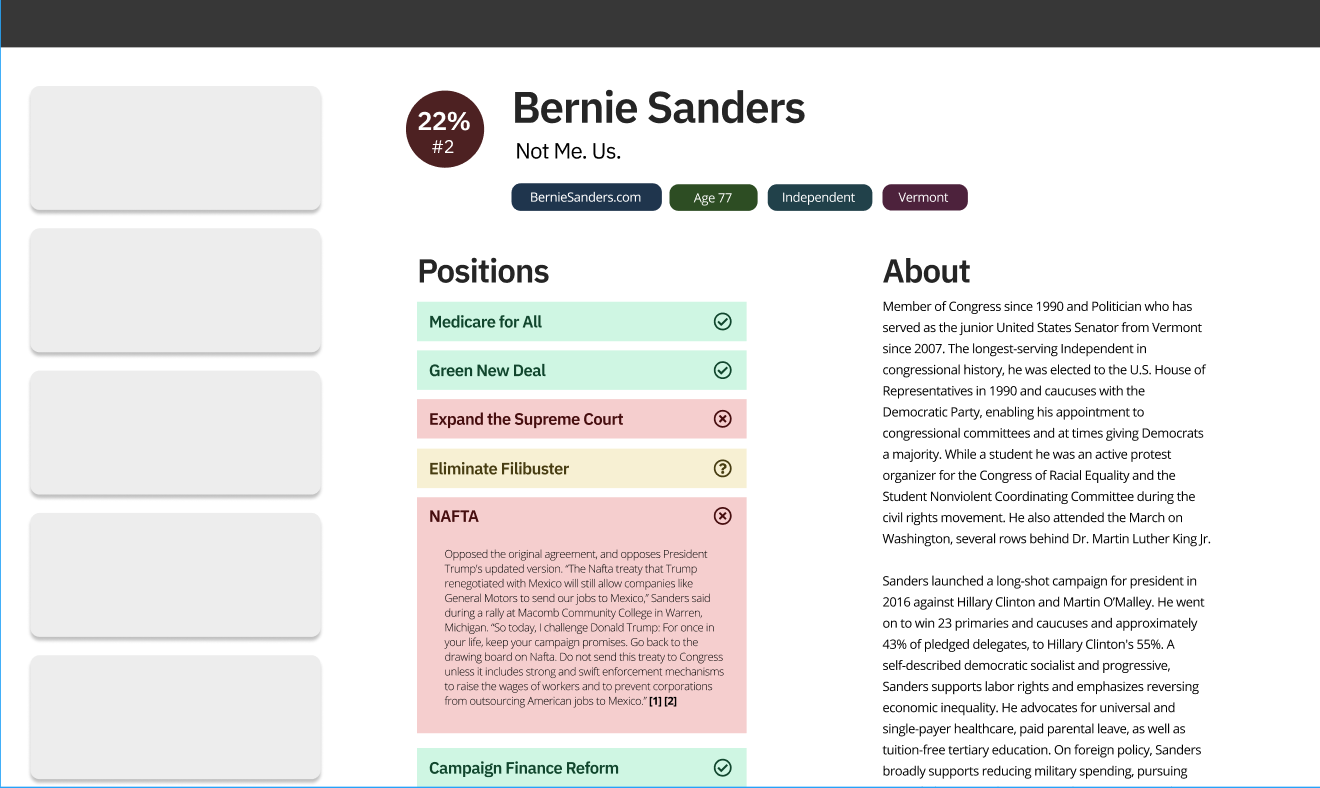 22%
#2
Bernie Sanders
Not Me. Us.
BernieSanders.com
Age 77
Independent
Vermont
Positions
Medicare for All
Green New Deal
Expand the Supreme Court
Eliminate Filibuster
NAFTA
Opposed the original agreement, and opposes President
Trump's updated version. “The Nafta treaty that Trump
renegotiated with Mexico will still allow companies like
General Motors to send our jobs to Mexico,” Sanders said
during a rally at Macomb Community College in Warren,
Michigan. “So today, I challenge Donald Trump: For once in
your life, keep your campaign promises. Go back to the
drawing board on Nafta. Do not send this treaty to Congress
unless it includes strong and swift enforcement mechanisms
to raise the wages of workers and to prevent corporations
from outsourcing American jobs to Mexico.” [1] [2]
Campaign Finance Reform
About
Member of Congress since 1990 and Politician who has
served as the junior United States Senator from Vermont
since 2007. The longest-serving Independent in
congressional history, he was elected to the U.S. House of
Representatives in 1990 and caucuses with the
Democratic Party, enabling his appointment to
congressional committees and at times giving Democrats
a majority. While a student he was an active protest
organizer for the Congress of Racial Equality and the
Student Nonviolent Coordinating Committee during the
civil rights movement. He also attended the March on
Washington, several rows behind Dr. Martin Luther King Jr.
Sanders launched a long-shot campaign for president in
2016 against Hillary Clinton and Martin O’Malley. He went
on to win 23 primaries and caucuses and approximately
43% of pledged delegates, to Hillary Clinton's 55%. A
self-described democratic socialist and progressive,
Sanders supports labor rights and emphasizes reversing
economic inequality. He advocates for universal and
single-payer healthcare, paid parental leave, as well as
tuition-free tertiary education. On foreign policy, Sanders
broadly supports reducing military spending, pursuing